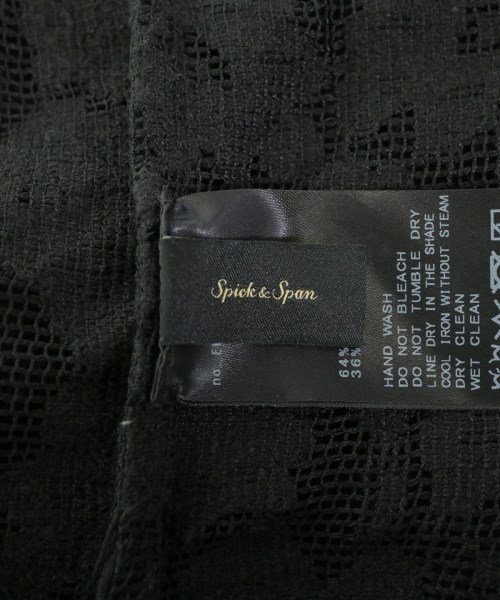 Spick & Span
no. E
64%
36%
HAND WASH
DO NOT BLEACH
DO NOT TUMBLE DRY
LINE DRY IN THE SHADE
COOL IRON WITHOUT STEAM
DRY CLEAN
WET CLEAN